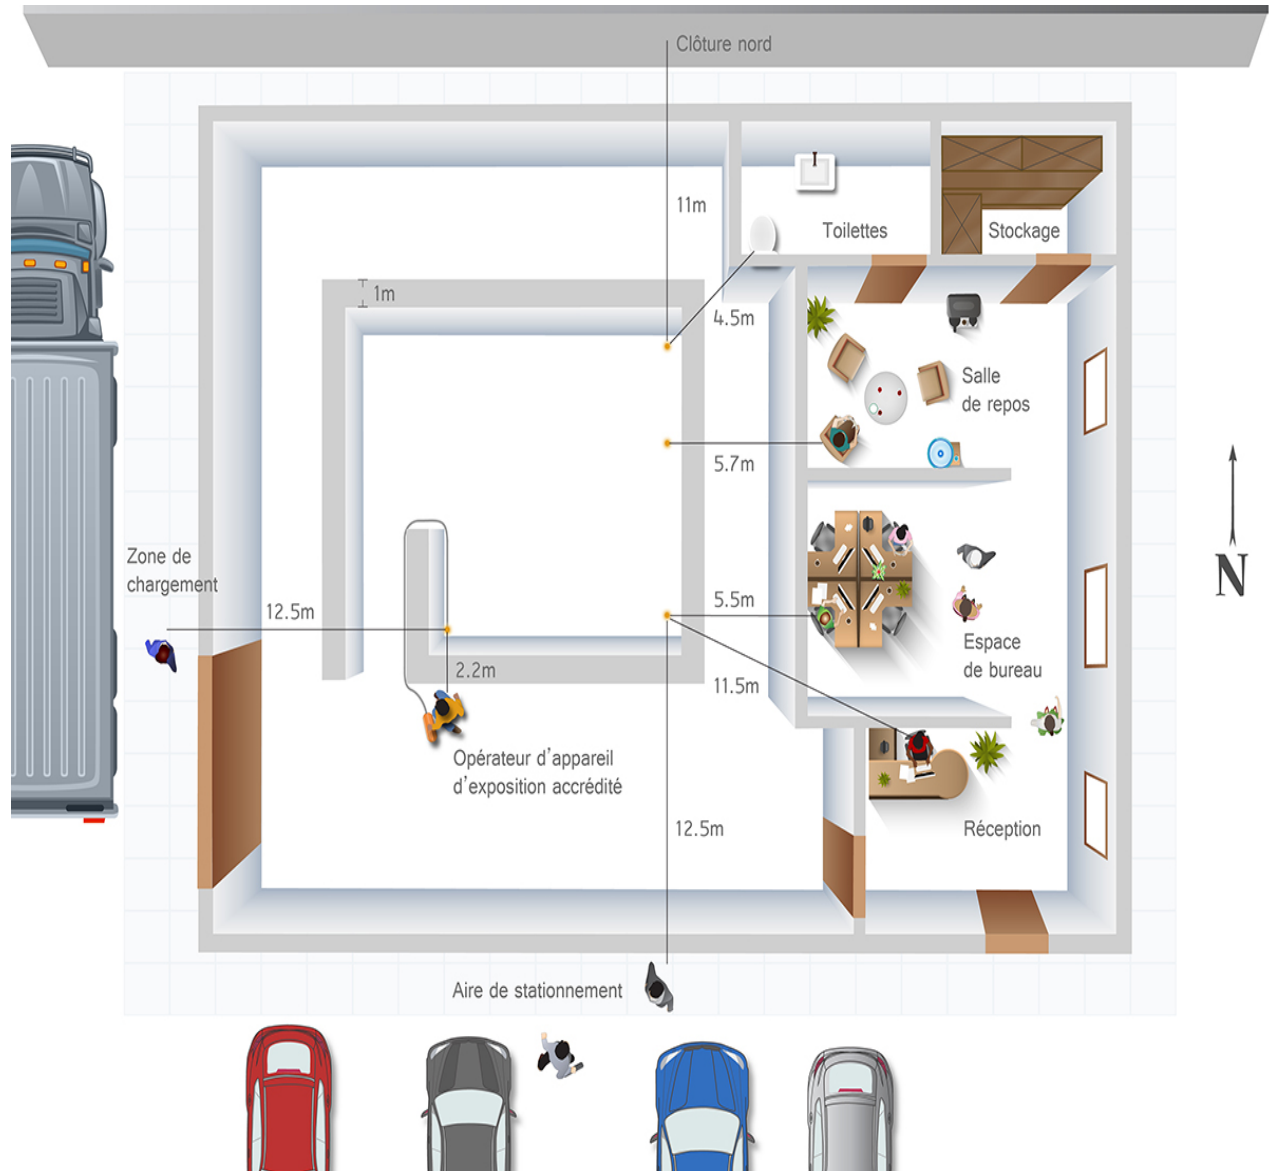 Clôture nord
11m
Toilettes
Stockage
1m
4.5m
Salle
de repos
5.7m
Zone de
chargement
12.5m
5.5m
N
Espace
de bureau
2.2m
11.5m
Opérateur d'appareil
d'exposition accrédité
12.5m
Réception
Aire de stationnement